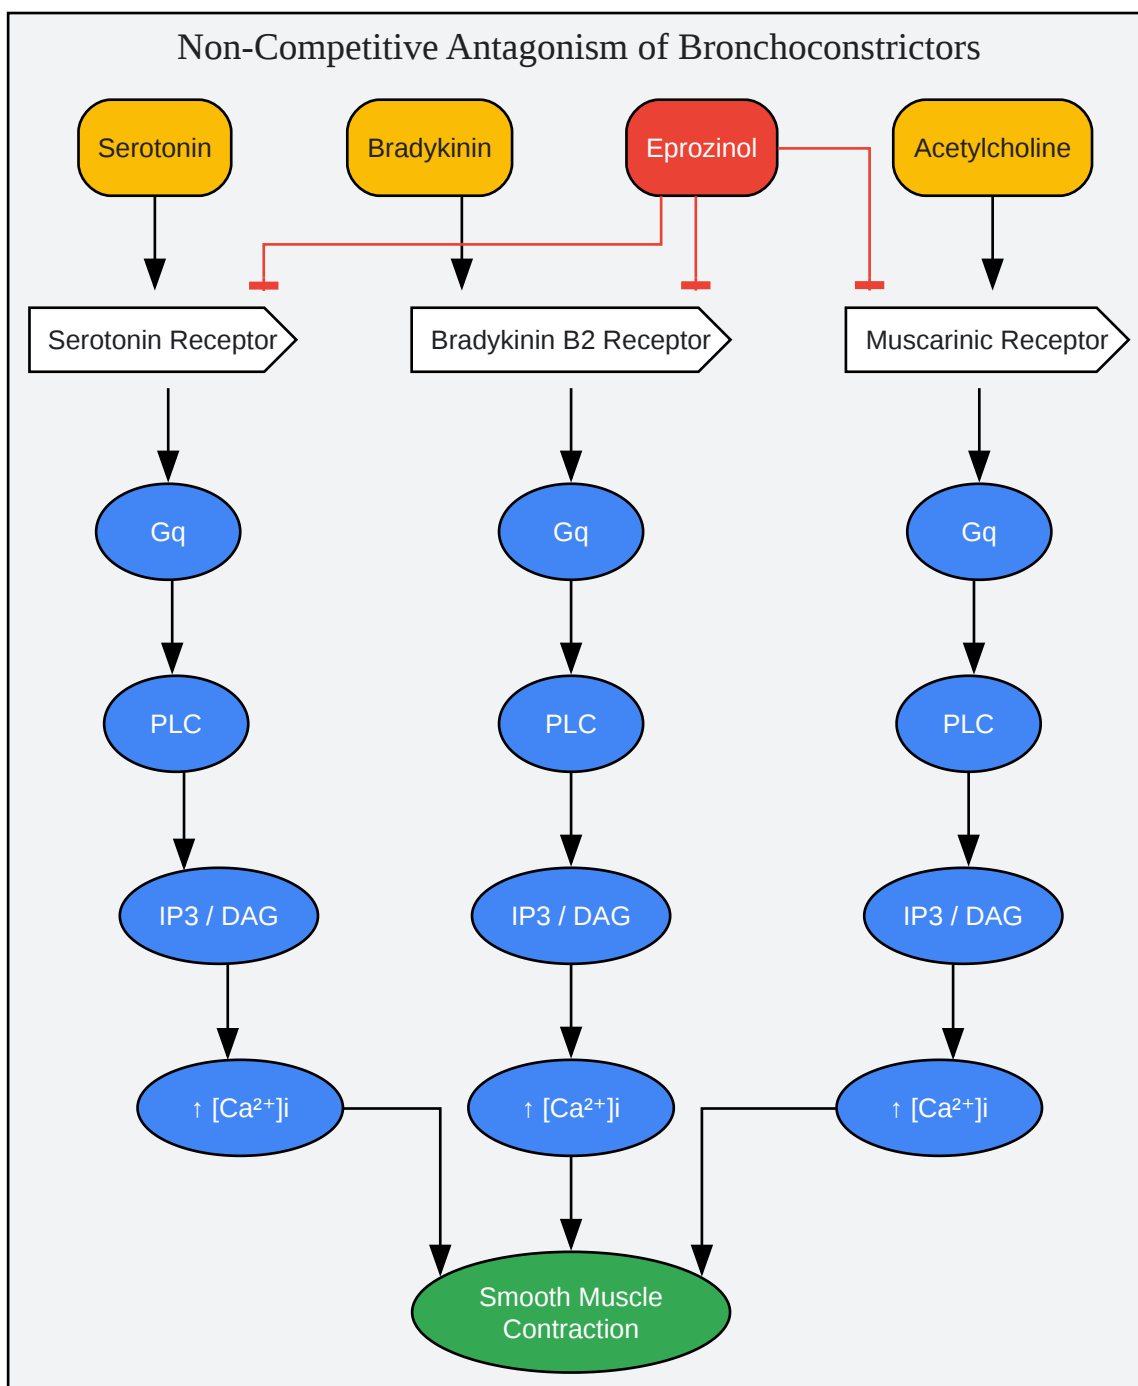 Non-Competitive Antagonism of Bronchoconstrictors
Serotonin
Bradykinin
Eprozinol
Acetylcholine
Serotonin Receptor
Bradykinin B2 Receptor
Muscarinic Receptor
Gq
Gq
Gq
PLC
PLC
PLC
IP3 / DAG
IP3 / DAG
IP3 / DAG
↑ [Ca²⁺]i
↑ [Ca²⁺]i
↑ [Ca²⁺]i
Smooth Muscle
Contraction